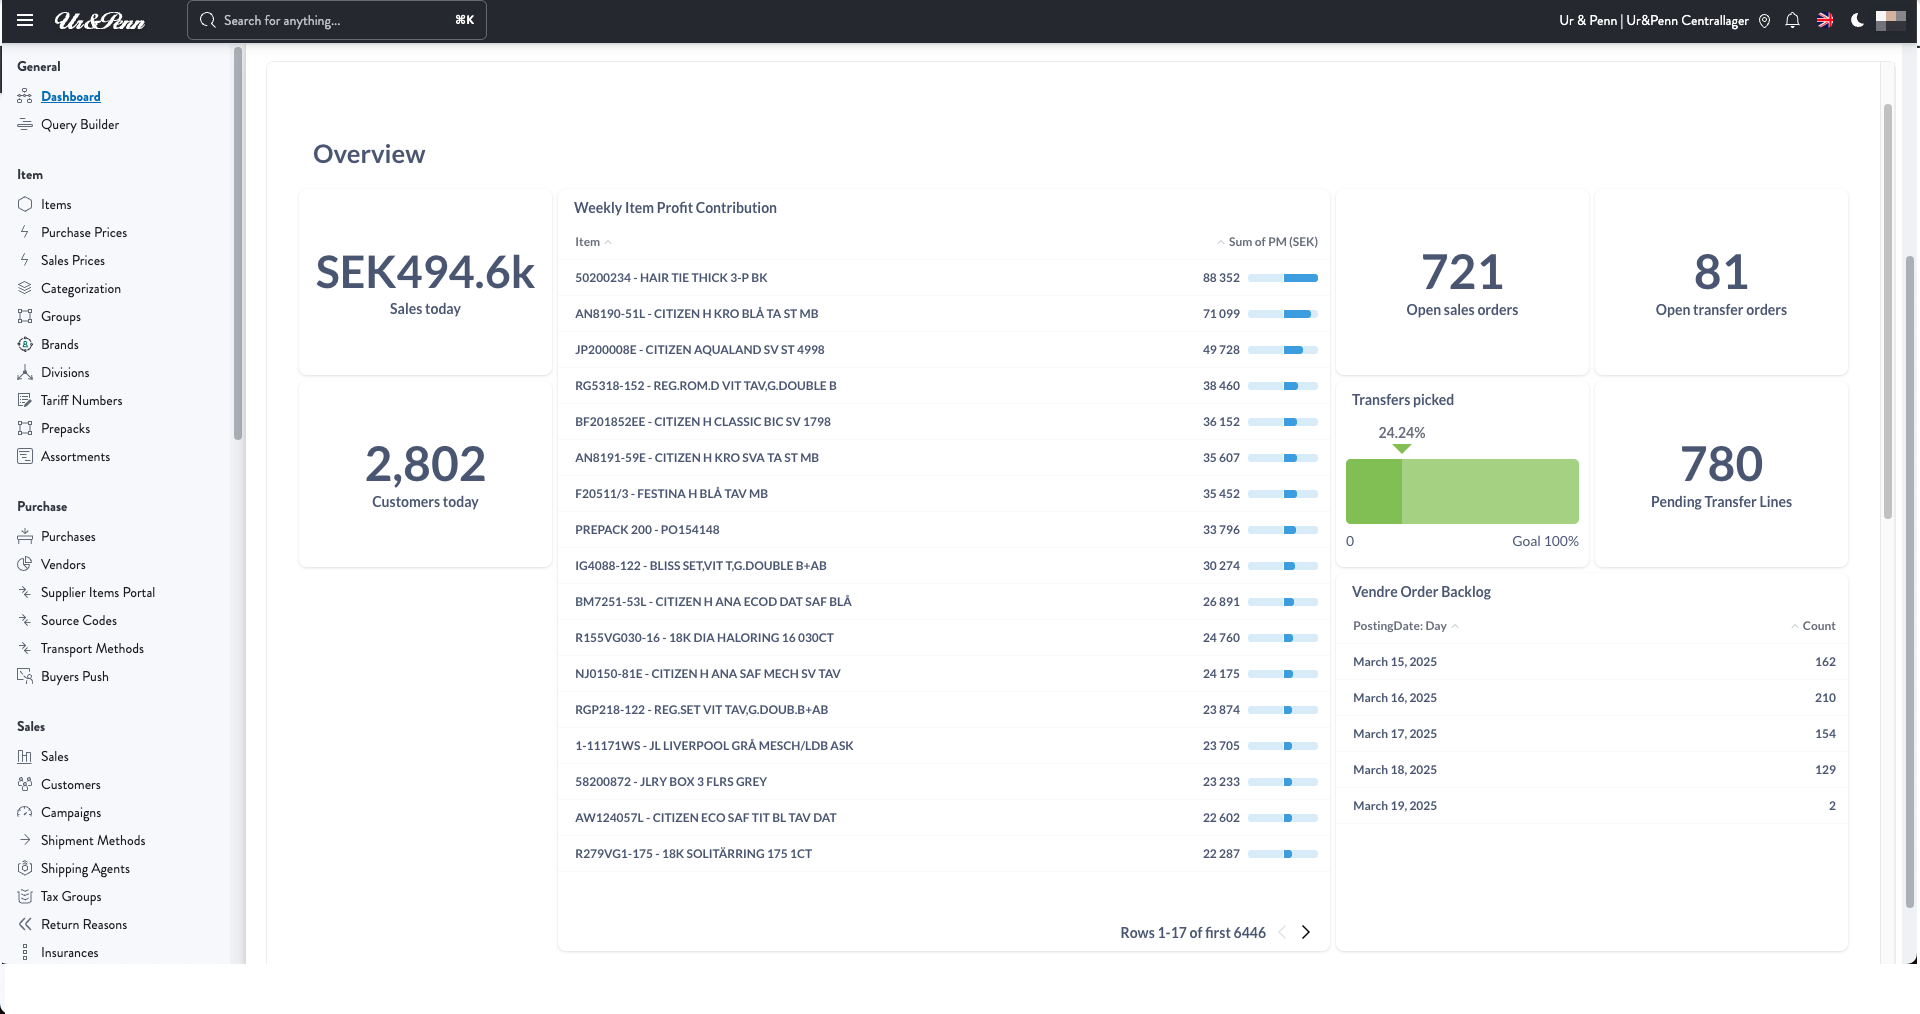 Ur&Penn
Search for anything...
⌘K
Ur & Penn | Ur&Penn Centrallager
General
Dashboard
Query Builder
Item
Items
Purchase Prices
Sales Prices
Categorization
Groups
Brands
Divisions
Tariff Numbers
Prepacks
Assortments
Purchase
Purchases
Vendors
Supplier Items Portal
Source Codes
Transport Methods
Buyers Push
Sales
Sales
Customers
Campaigns
Shipment Methods
Shipping Agents
Tax Groups
Return Reasons
Insurances
Overview
SEK494.6k
Sales today
2,802
Customers today
Weekly Item Profit Contribution
Item Sum of PM (SEK)
50200234 - HAIR TIE THICK 3-P BK 88 352
AN8190-51L - CITIZEN H KRO BLÅ TA ST MB 71 099
JP200008E - CITIZEN AQUALAND SV ST 4998 49 728
RG5318-152 - REG.ROM.D VIT TAV,G.DOUBLE B 38 460
BF201852EE - CITIZEN H CLASSIC BIC SV 1798 36 152
AN8191-59E - CITIZEN H KRO SVA TA ST MB 35 607
F20511/3 - FESTINA H BLÅ TAV MB 35 452
PREPACK 200 - PO154148 33 796
IG4088-122 - BLISS SET,VIT T,G.DOUBLE B+AB 30 274
BM7251-53L - CITIZEN H ANA ECOD DAT SAF BLÅ 26 891
R155VG030-16 - 18K DIA HALORING 16 030CT 24 760
NJ0150-81E - CITIZEN H ANA SAF MECH SV TAV 24 175
RGP218-122 - REG.SET VIT TAV,G.DOUB.B+AB 23 874
1-11171WS - JL LIVERPOOL GRÅ MESCH/LDB ASK 23 705
58200872 - JLRY BOX 3 FLRS GREY 23 233
AW124057L - CITIZEN ECO SAF TIT BL TAV DAT 22 602
R279VG1-175 - 18K SOLITÄRRING 175 1CT 22 287
Rows 1-17 of first 6446
721
Open sales orders
81
Open transfer orders
Transfers picked
24.24%
0 Goal 100%
780
Pending Transfer Lines
Vendre Order Backlog
PostingDate: Day Count
March 15, 2025 162
March 16, 2025 210
March 17, 2025 154
March 18, 2025 129
March 19, 2025 2